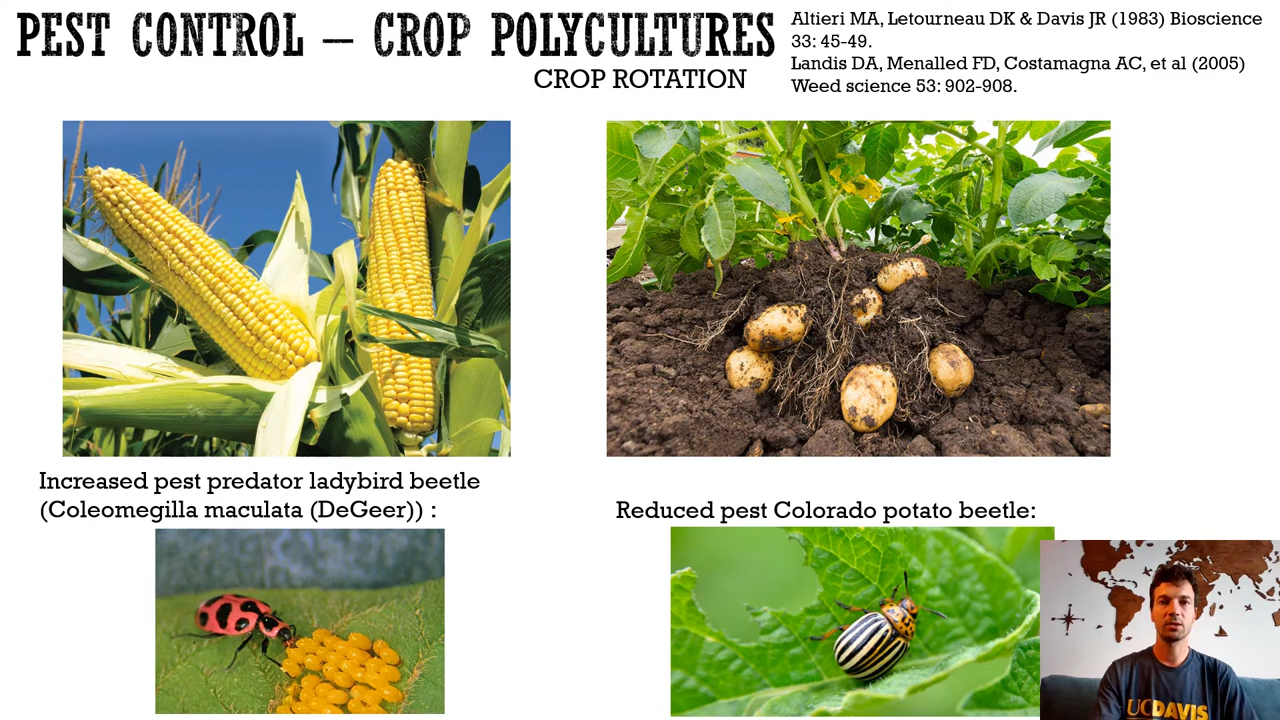 PEST CONTROL – CROP POLYCULTURES
CROP ROTATION
Altieri MA, Letourneau DK & Davis JR (1983) Bioscience
33: 45-49.
Landis DA, Menalled FD, Costamagna AC, et al (2005)
Weed science 53: 902-908.
Increased pest predator ladybird beetle
(Coleomegilla maculata (DeGeer)) :
Reduced pest Colorado potato beetle:
UC DAVIS